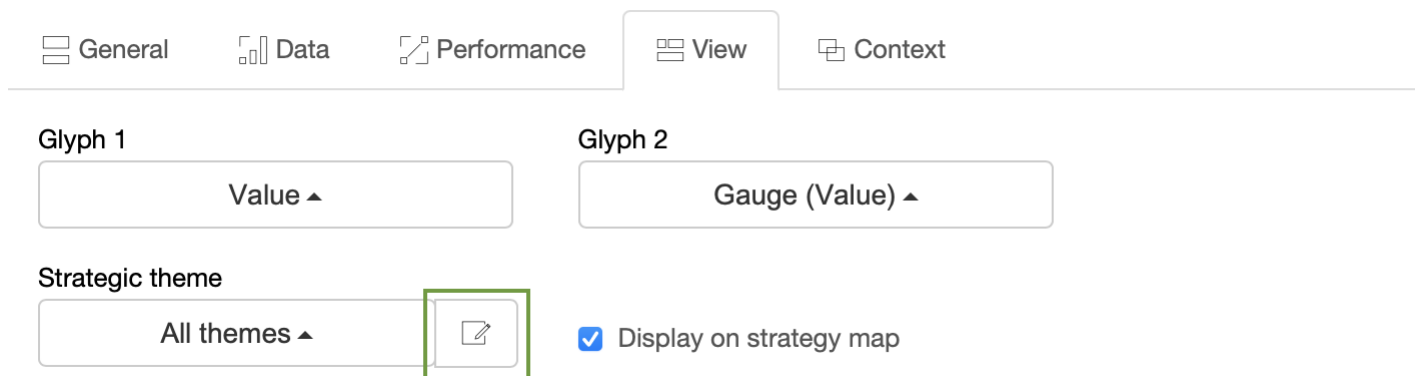 General Data Performance View Context
Glyph 1 Glyph 2
Value Gauge (Value)
Strategic theme
All themes Display on strategy map